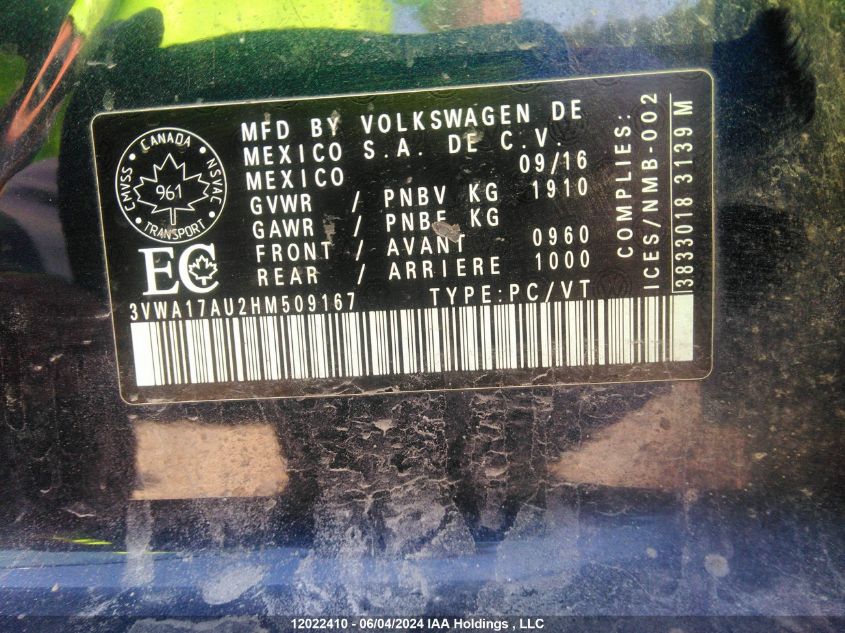 MFD BY VOLKSWAGEN DE
MEXICO S.A. DE C.V.
MEXICO 09/16
GVWR / PNBV KG 1910
GAWR / PNBE KG
FRONT / AVANT 0960
REAR / ARRIERE 1000
CANADA
CMVSS NSVAC
961
TRANSPORT
EC
3VWA17AU2HM509167 TYPE:PC/VT
COMPLIES:
ICES/NMB-002
3833018 3139 M
12022410 - 06/04/2024 IAA Holdings , LLC